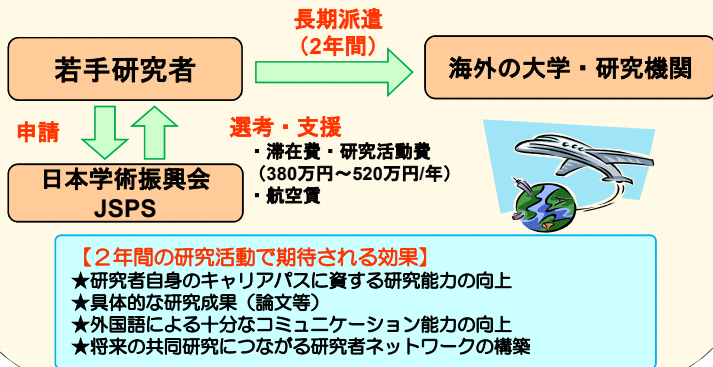 長期派遣
（2年間）
若手研究者
海外の大学・研究機関
申請
選考・支援
・滞在費・研究活動費
（380万円～520万円/年）
・航空賃
日本学術振興会
JSPS
【２年間の研究活動で期待される効果】
★研究者自身のキャリアパスに資する研究能力の向上
★具体的な研究成果（論文等）
★外国語による十分なコミュニケーション能力の向上
★将来の共同研究につながる研究者ネットワークの構築